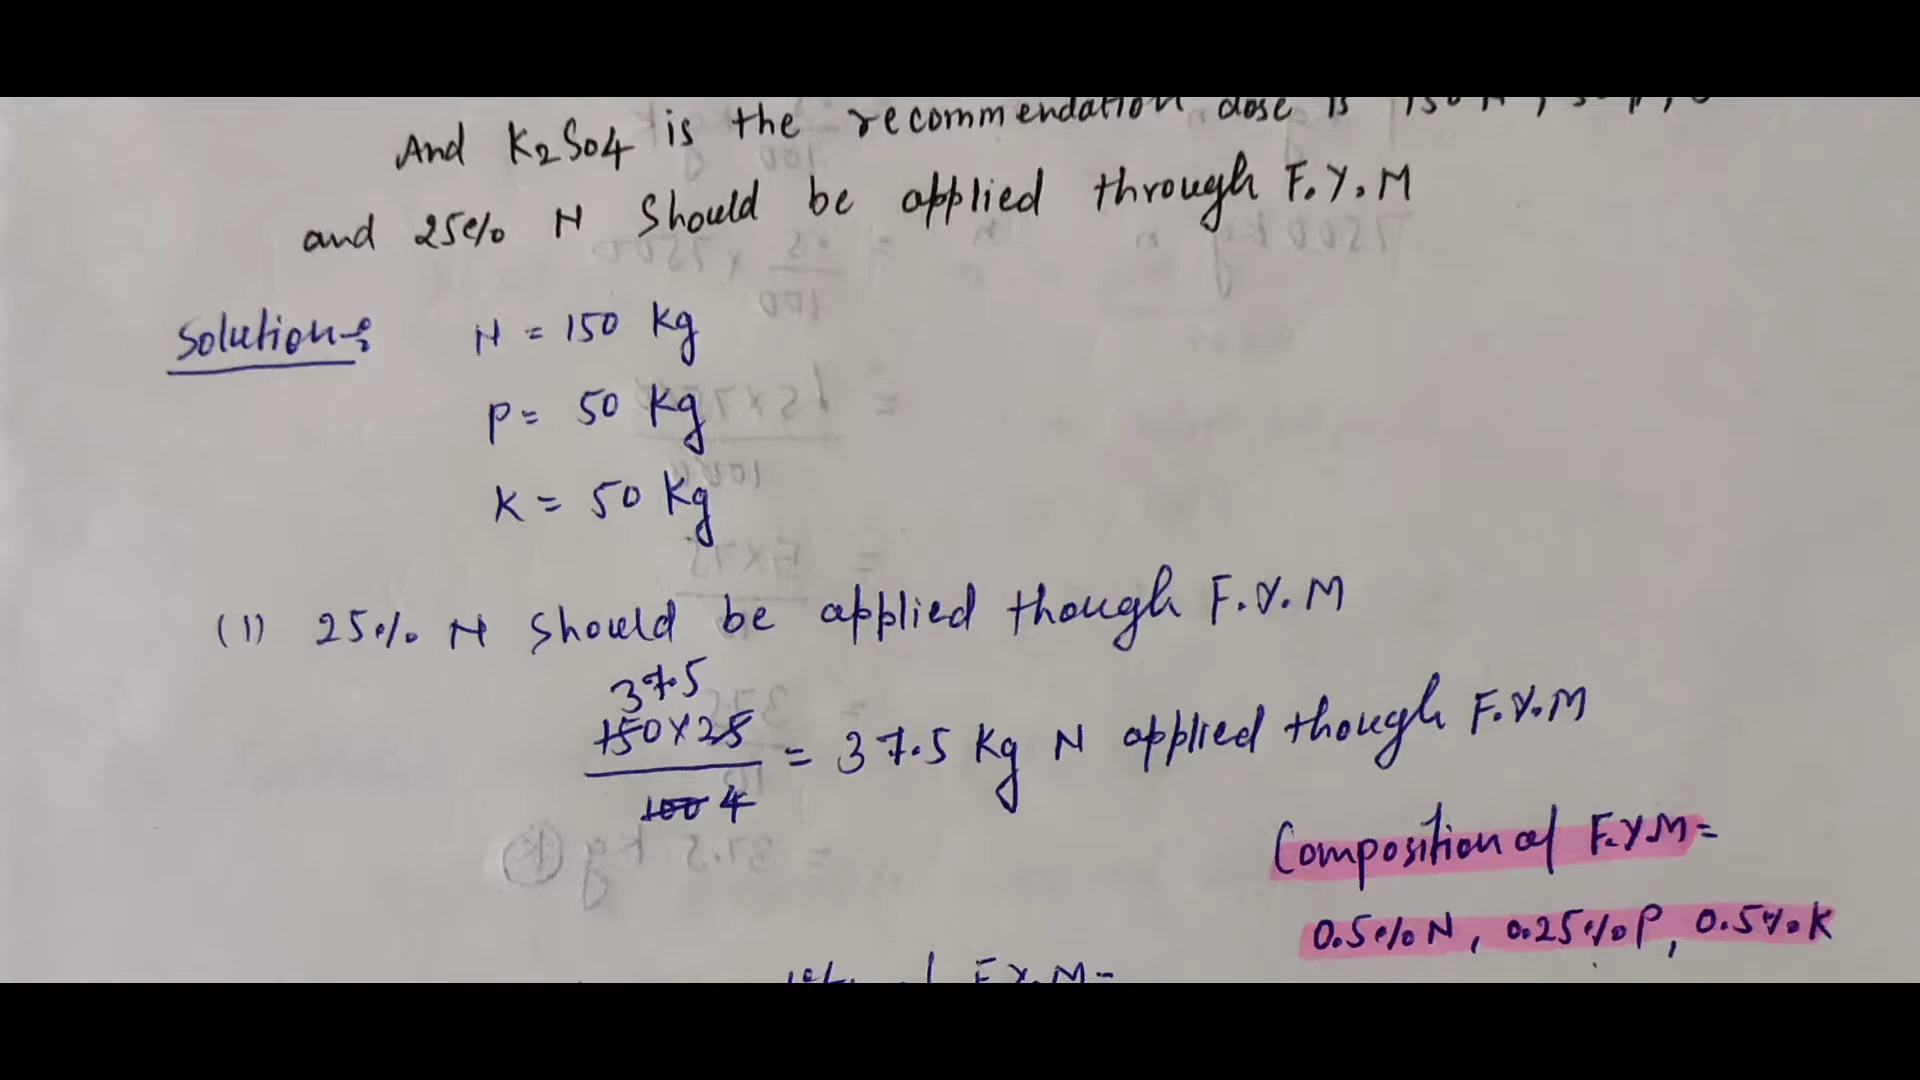 And K2So4 is the recommendation dose is 150 N,
and 25% N Should be applied through F.Y.M
Solution:
N = 150 kg
P = 50 kg
K = 50 kg
(1) 25% N should be applied though F.Y.M
37.5
150×25
100 4
= 37.5 kg N applied though F.Y.M
Composition of F.Y.M =
0.5% N, 0.25% P, 0.5% K
F.Y.M =